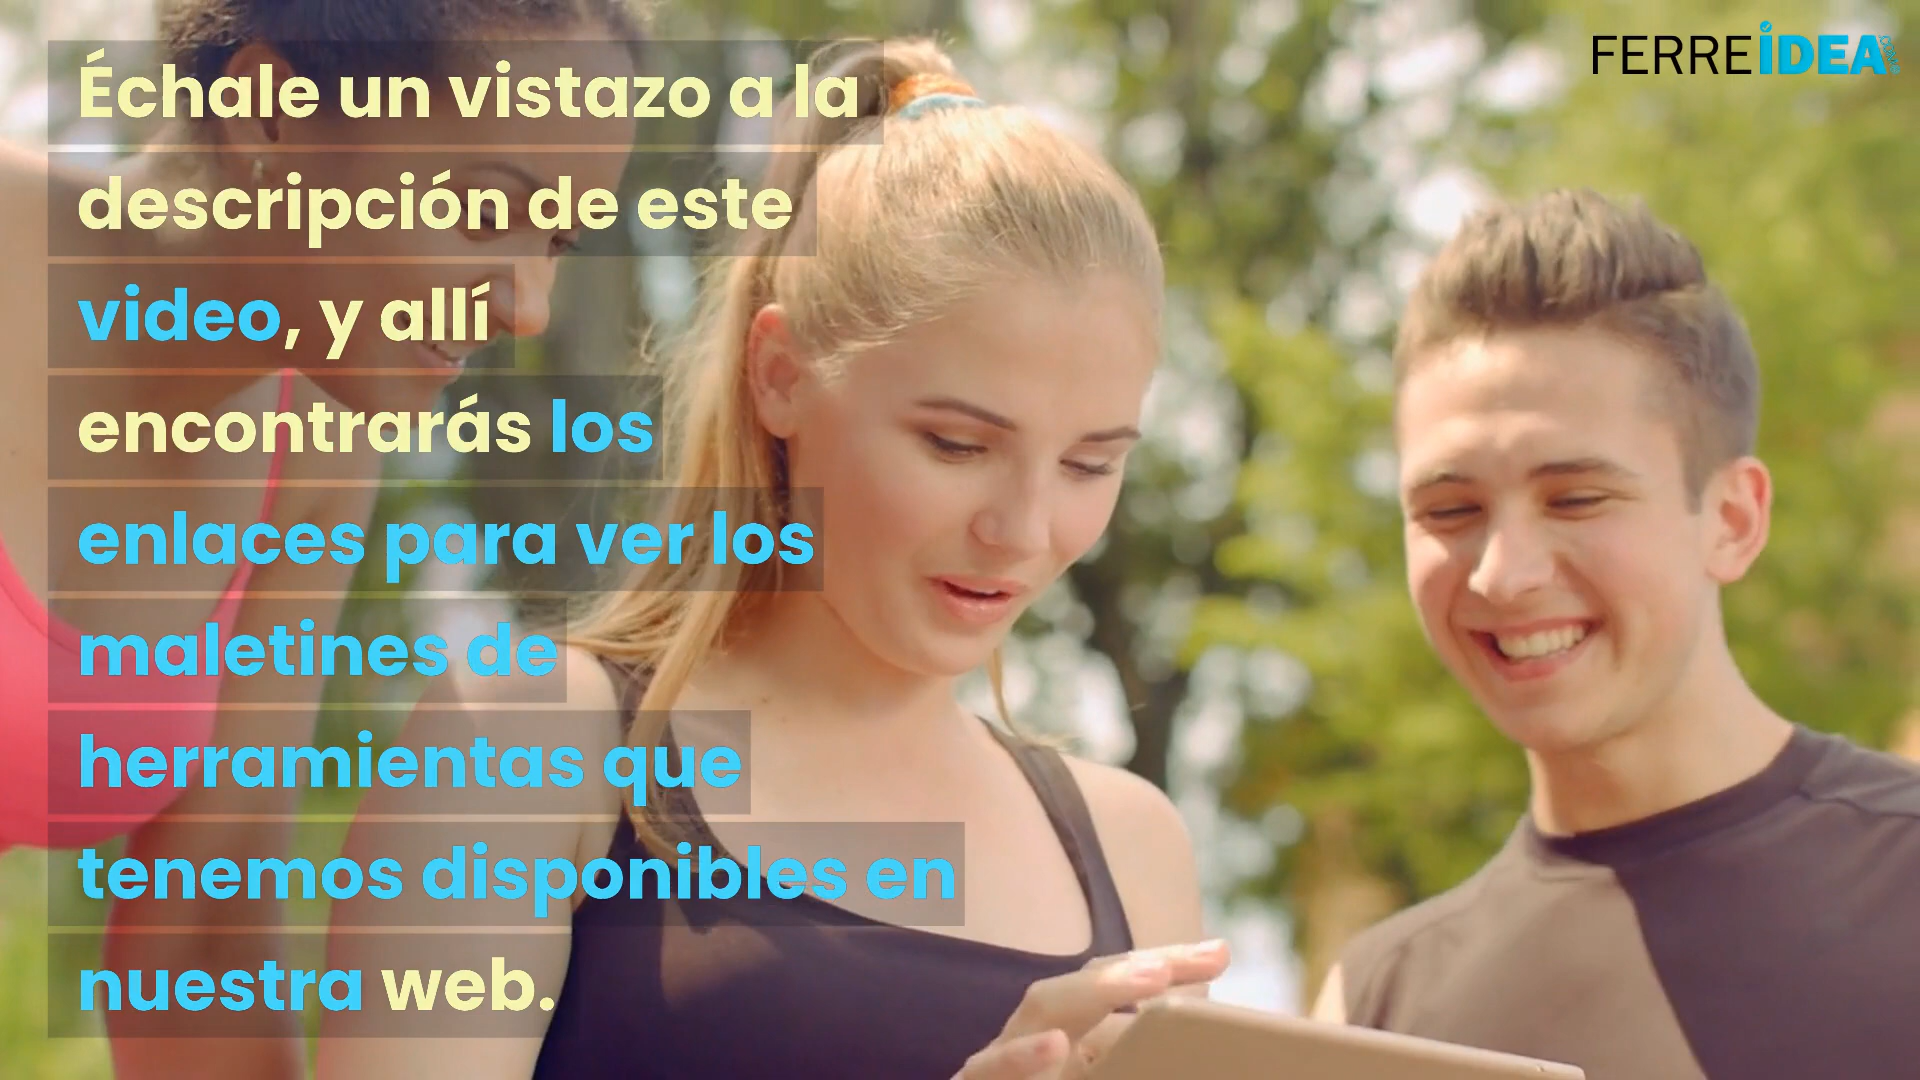 Échale un vistazo a la
descripción de este
video, y allí
encontrarás los
enlaces para ver los
maletines de
herramientas que
tenemos disponibles en
nuestra web.
FERREIDEA